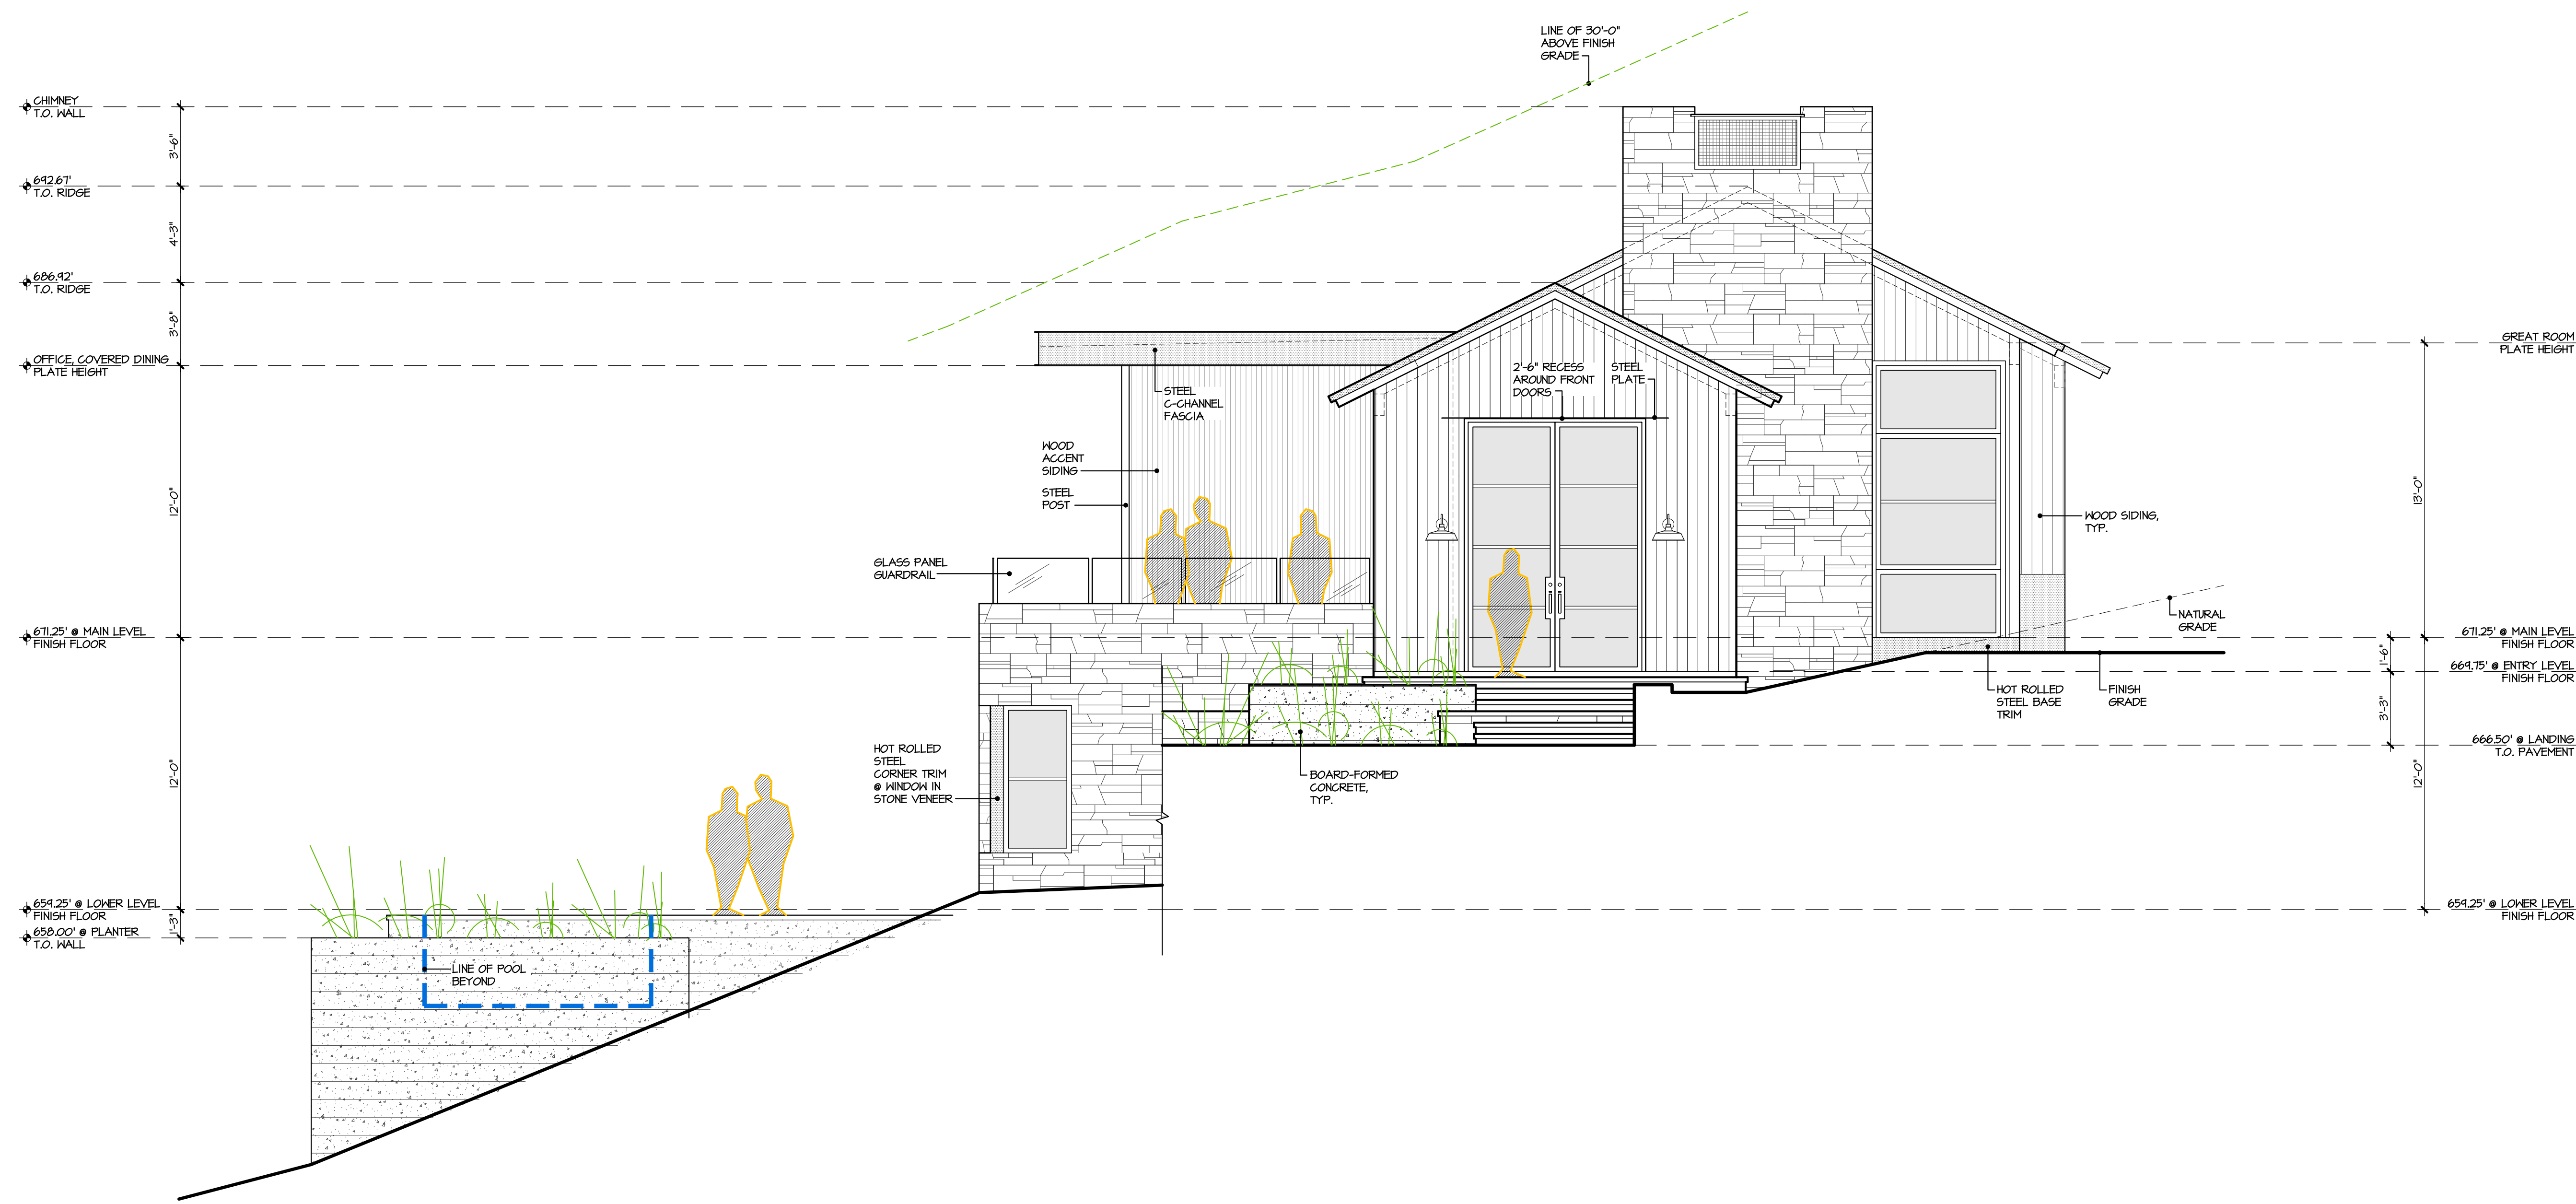 LINE OF 30'-0"
ABOVE FINISH
GRADE
CHIMNEY
T.O. WALL
3'-6"
692.67'
T.O. RIDGE
4'-3"
686.92'
T.O. RIDGE
3'-8"
OFFICE, COVERED DINING
PLATE HEIGHT
GREAT ROOM
PLATE HEIGHT
2'-6" RECESS
AROUND FRONT
DOORS
STEEL
PLATE
STEEL
C-CHANNEL
FASCIA
WOOD
ACCENT
SIDING
STEEL
POST
12'-0"
13'-0"
WOOD SIDING,
TYP.
GLASS PANEL
GUARDRAIL
NATURAL
GRADE
671.25' @ MAIN LEVEL
FINISH FLOOR
671.25' @ MAIN LEVEL
FINISH FLOOR
1'-6"
669.75' @ ENTRY LEVEL
FINISH FLOOR
HOT ROLLED
STEEL BASE
TRIM
FINISH
GRADE
3'-3"
666.50' @ LANDING
T.O. PAVEMENT
HOT ROLLED
STEEL
CORNER TRIM
@ WINDOW IN
STONE VENEER
BOARD-FORMED
CONCRETE,
TYP.
12'-0"
12'-0"
659.25' @ LOWER LEVEL
FINISH FLOOR
659.25' @ LOWER LEVEL
FINISH FLOOR
1'-3"
658.00' @ PLANTER
T.O. WALL
LINE OF POOL
BEYOND